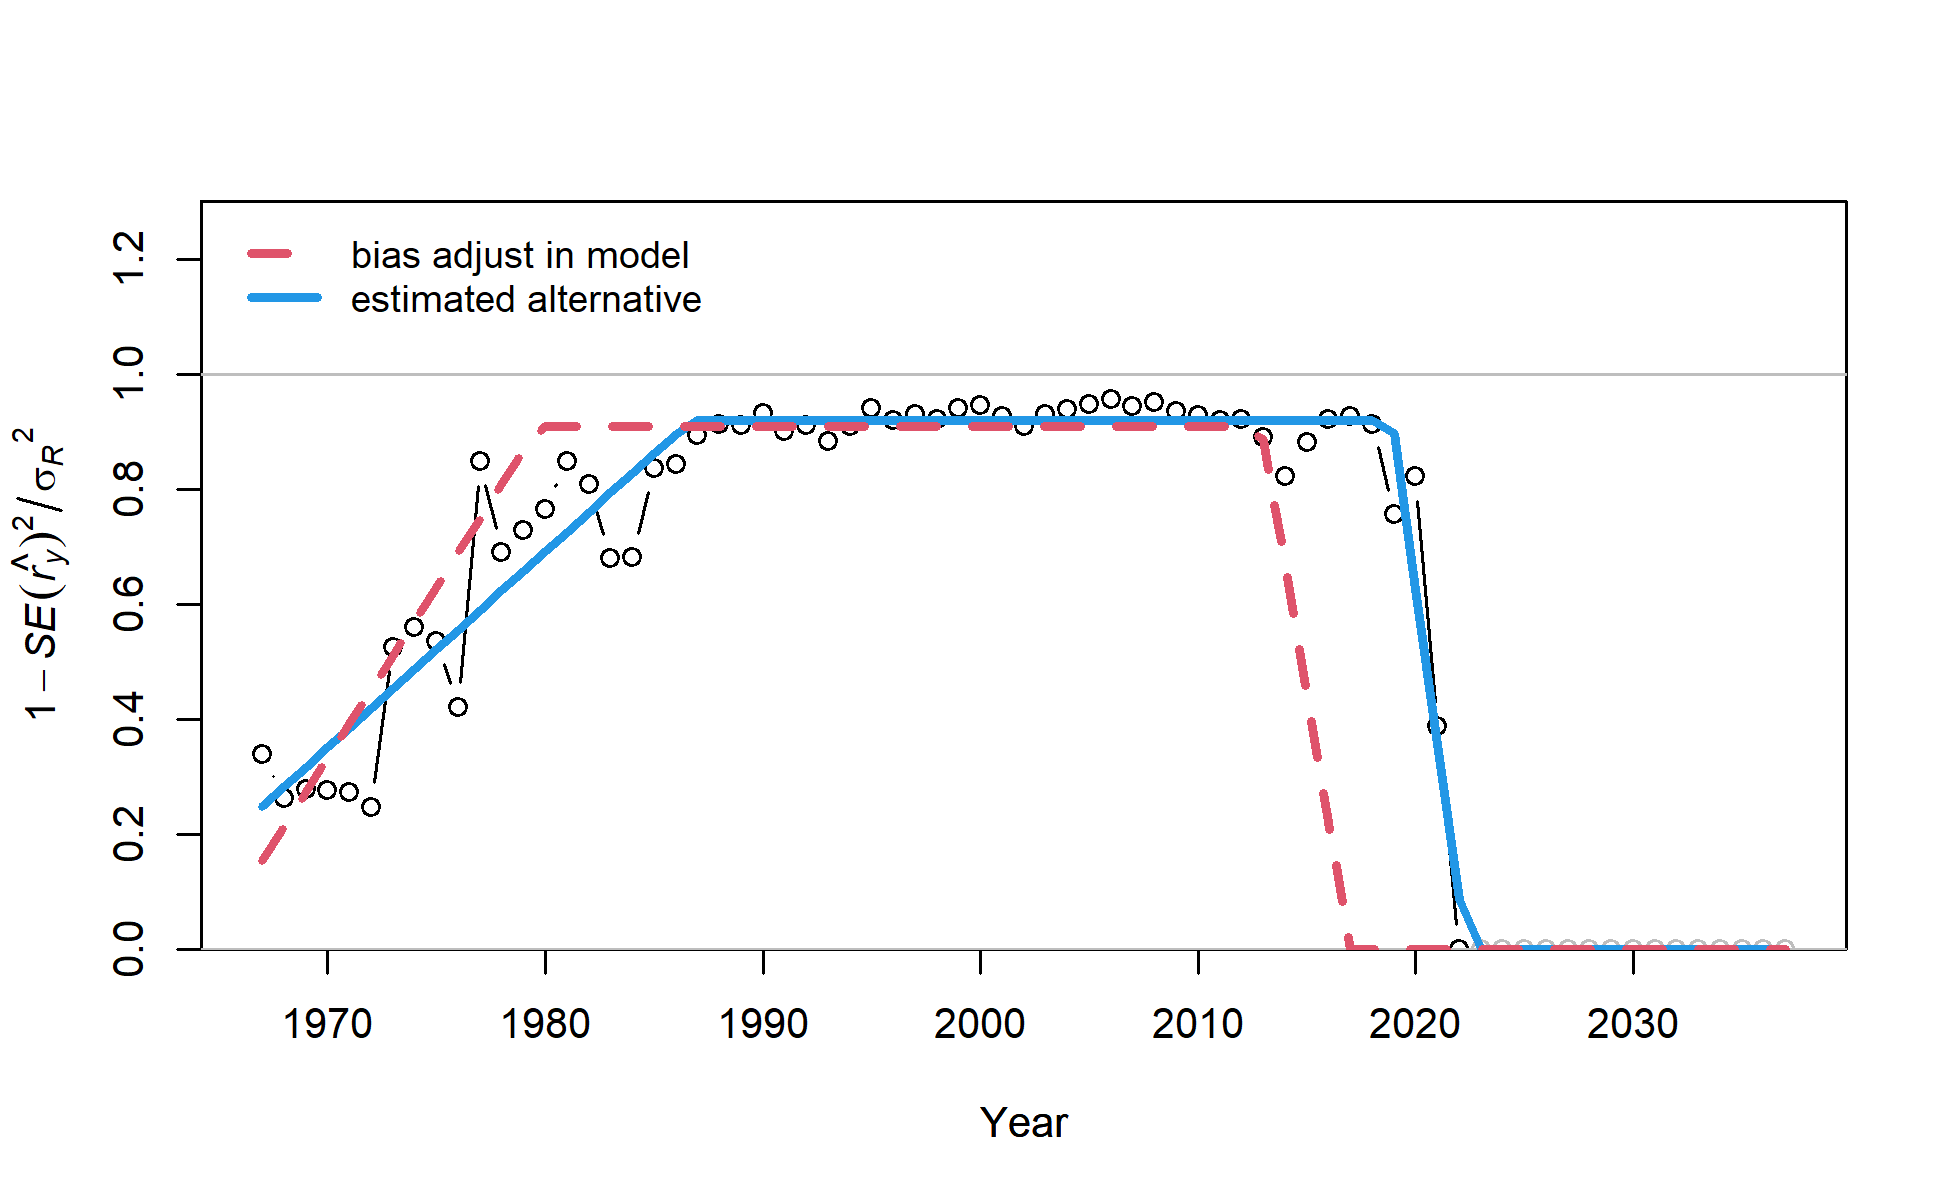 bias adjust in model
estimated alternative
1 − SE(r̂y)² / σR²
1.2
1.0
0.8
0.6
0.4
0.2
0.0
1970 1980 1990 2000 2010 2020 2030
Year